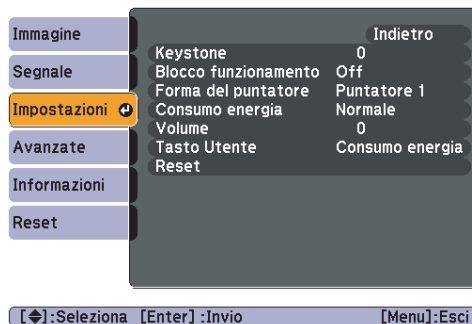 Immagine
Segnale
Impostazioni
Avanzate
Informazioni
Reset
Indietro
Keystone 0
Blocco funzionamento Off
Forma del puntatore Puntatore 1
Consumo energia Normale
Volume 0
Tasto Utente Consumo energia
Reset
[◆]:Seleziona [Enter] :Invio [Menu]:Esci